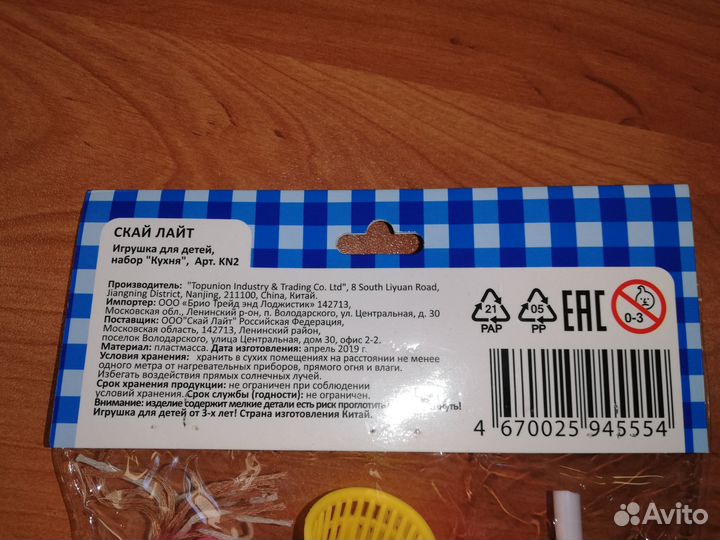 СКАЙ ЛАЙТ
Игрушка для детей,
набор "Кухня", Арт. KN2
Производитель: "Topunion Industry & Trading Co. Ltd", 8 South Liyuan Road,
Jiangning District, Nanjing, 211100, China, Китай.
Импортер: ООО «Брио Трейд энд Лоджистик» 142713,
Московская обл., Ленинский р-он, п. Володарского, ул. Центральная, д. 30
Поставщик: ООО"Скай Лайт" Российская Федерация,
Московская область, 142713, Ленинский район,
поселок Володарского, улица Центральная, дом 30, офис 2-2.
Материал: пластмасса. Дата изготовления: апрель 2019 г.
Условия хранения: хранить в сухих помещениях на расстоянии не менее
одного метра от нагревательных приборов, прямого огня и влаги.
Избегать воздействия прямых солнечных лучей.
Срок хранения продукции: не ограничен при соблюдении
условий хранения. Срок службы (годности): не ограничен.
Внимание: изделие содержит мелкие детали есть риск проглотить
Игрушка для детей от 3-х лет! Страна изготовления Китай.
21
PAP
05
PP
EAC
0-3
4 670025 945554
Avito